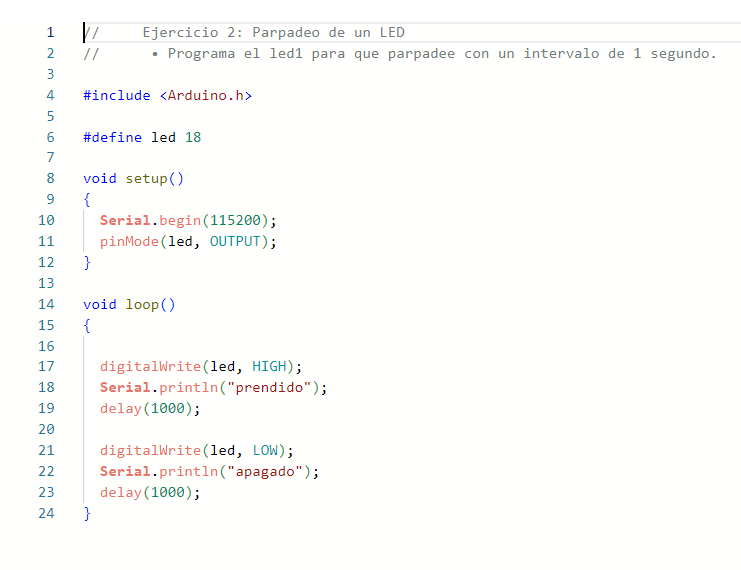 1 //     Ejercicio 2: Parpadeo de un LED
2 //      • Programa el led1 para que parpadee con un intervalo de 1 segundo.
3
4 #include <Arduino.h>
5
6 #define led 18
7
8 void setup()
9 {
10   Serial.begin(115200);
11   pinMode(led, OUTPUT);
12 }
13
14 void loop()
15 {
16
17   digitalWrite(led, HIGH);
18   Serial.println("prendido");
19   delay(1000);
20
21   digitalWrite(led, LOW);
22   Serial.println("apagado");
23   delay(1000);
24 }